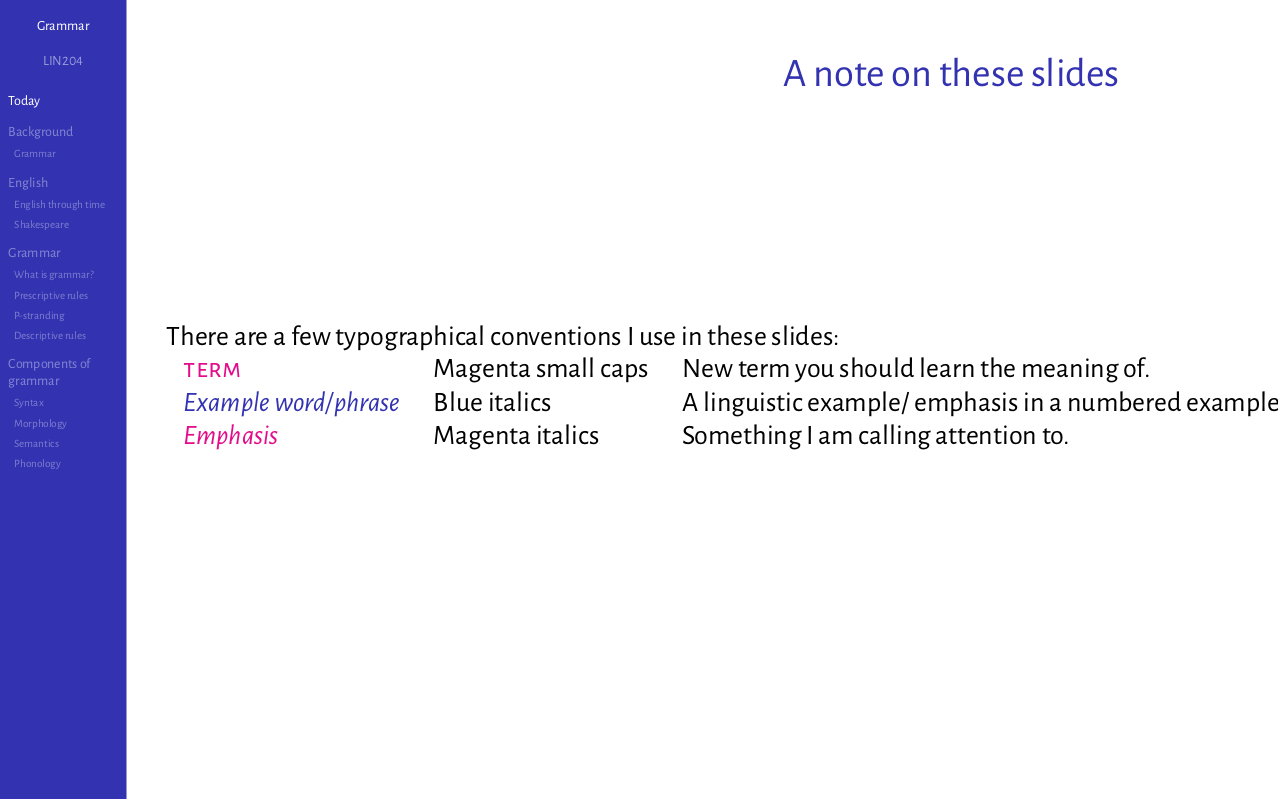 Grammar
LIN204
Today
Background
Grammar
English
English through time
Shakespeare
Grammar
What is grammar?
Prescriptive rules
P-stranding
Descriptive rules
Components of
grammar
Syntax
Morphology
Semantics
Phonology
A note on these slides
There are a few typographical conventions I use in these slides:
TERM Magenta small caps New term you should learn the meaning of.
Example word/phrase Blue italics A linguistic example/ emphasis in a numbered example
Emphasis Magenta italics Something I am calling attention to.